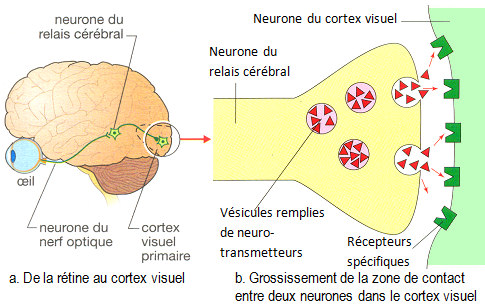 a.
neurone du
relais cérébral
œil
neurone du
nerf optique
cortex
visuel
primaire
a. De la rétine au cortex visuel
b.
Neurone du cortex visuel
Neurone du
relais cérébral
Vésicules remplies
de neuro-
transmetteurs
Récepteurs
spécifiques
b. Grossissement de la zone de contact
entre deux neurones dans le cortex visuel